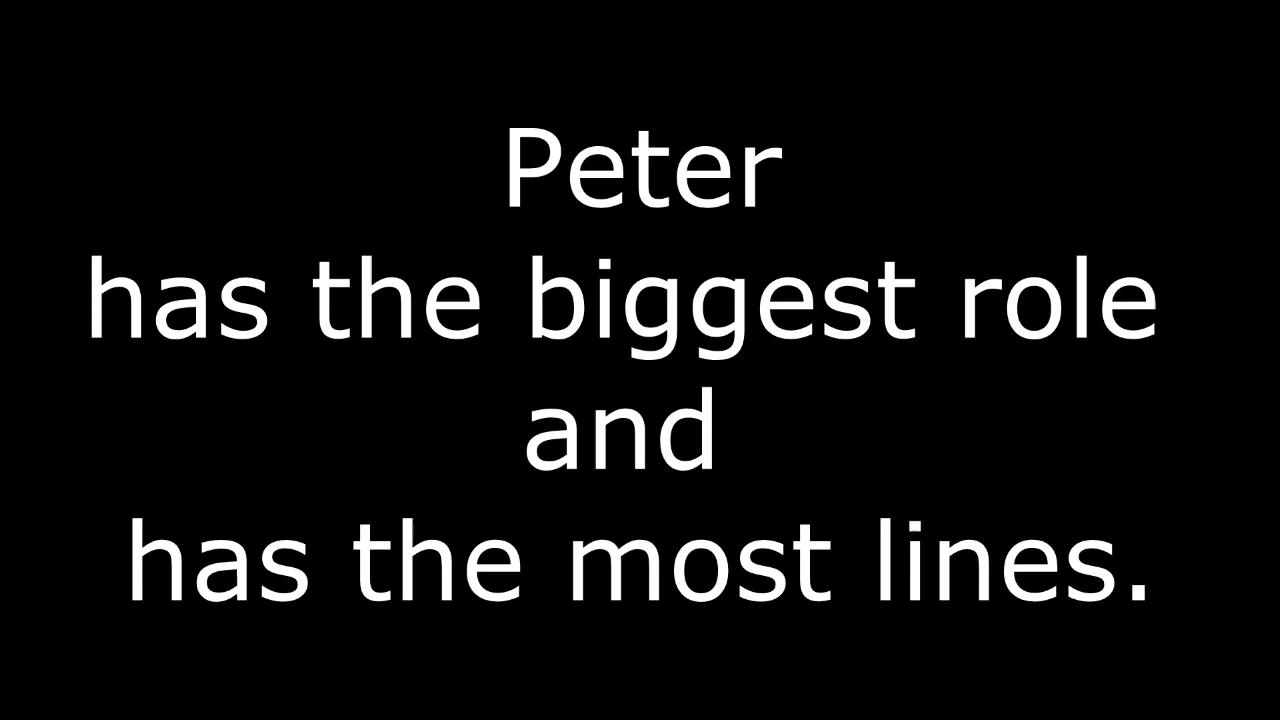 Peter
has the biggest role
and
has the most lines.